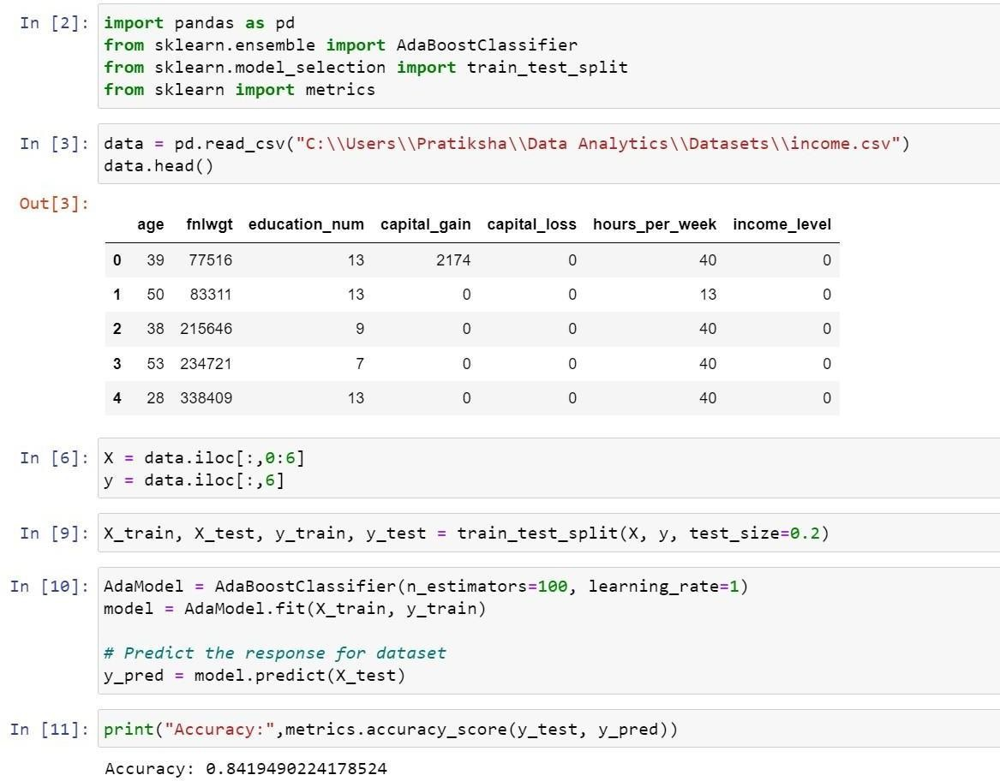 In [2]: import pandas as pd
from sklearn.ensemble import AdaBoostClassifier
from sklearn.model_selection import train_test_split
from sklearn import metrics
In [3]: data = pd.read_csv("C:\\Users\\Pratiksha\\Data Analytics\\Datasets\\income.csv")
data.head()
Out[3]:
age fnlwgt education_num capital_gain capital_loss hours_per_week income_level
0 39 77516 13 2174 0 40 0
1 50 83311 13 0 0 13 0
2 38 215646 9 0 0 40 0
3 53 234721 7 0 0 40 0
4 28 338409 13 0 0 40 0
In [6]: X = data.iloc[:,0:6]
y = data.iloc[:,6]
In [9]: X_train, X_test, y_train, y_test = train_test_split(X, y, test_size=0.2)
In [10]: AdaModel = AdaBoostClassifier(n_estimators=100, learning_rate=1)
model = AdaModel.fit(X_train, y_train)
# Predict the response for dataset
y_pred = model.predict(X_test)
In [11]: print("Accuracy:",metrics.accuracy_score(y_test, y_pred))
Accuracy: 0.8419490224178524